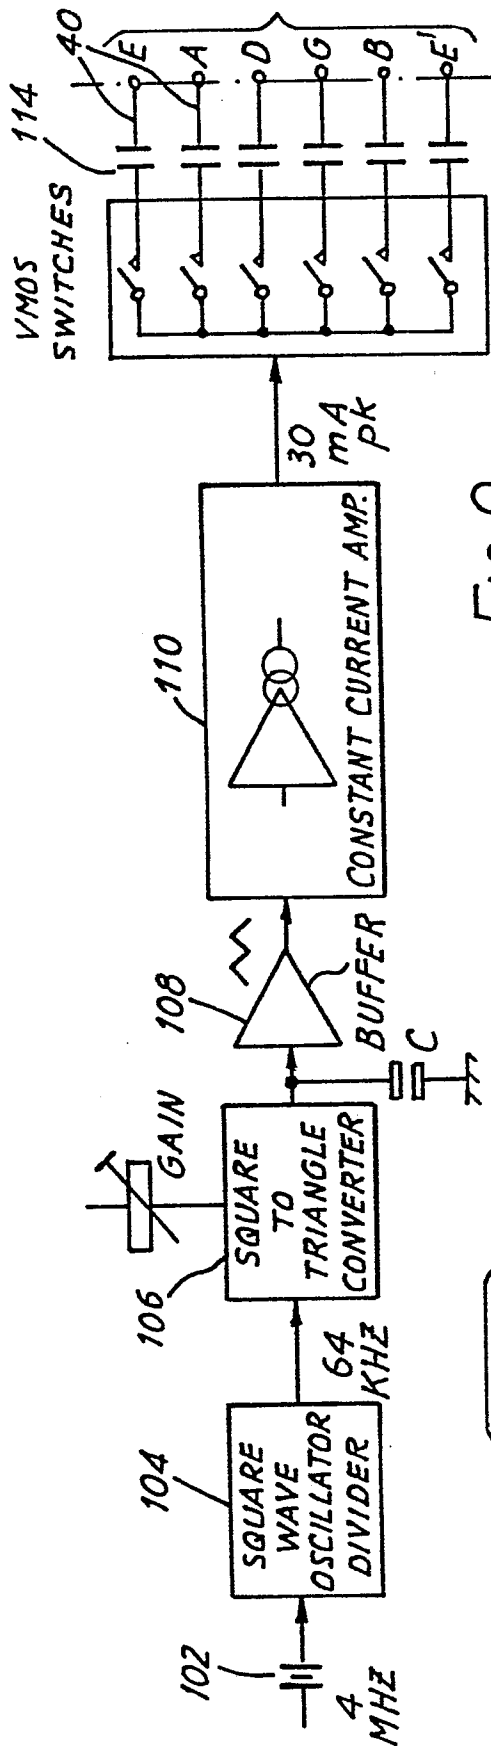 102
4
MHZ
104
SQUARE
WAVE
OSCILLATOR
DIVIDER
64
KHZ
106
GAIN
SQUARE
TO
TRIANGLE
CONVERTER
C
108
BUFFER
110
CONSTANT CURRENT AMP.
30
mA
pk
VMOS
SWITCHES
114
40
E
A
D
G
B
E'